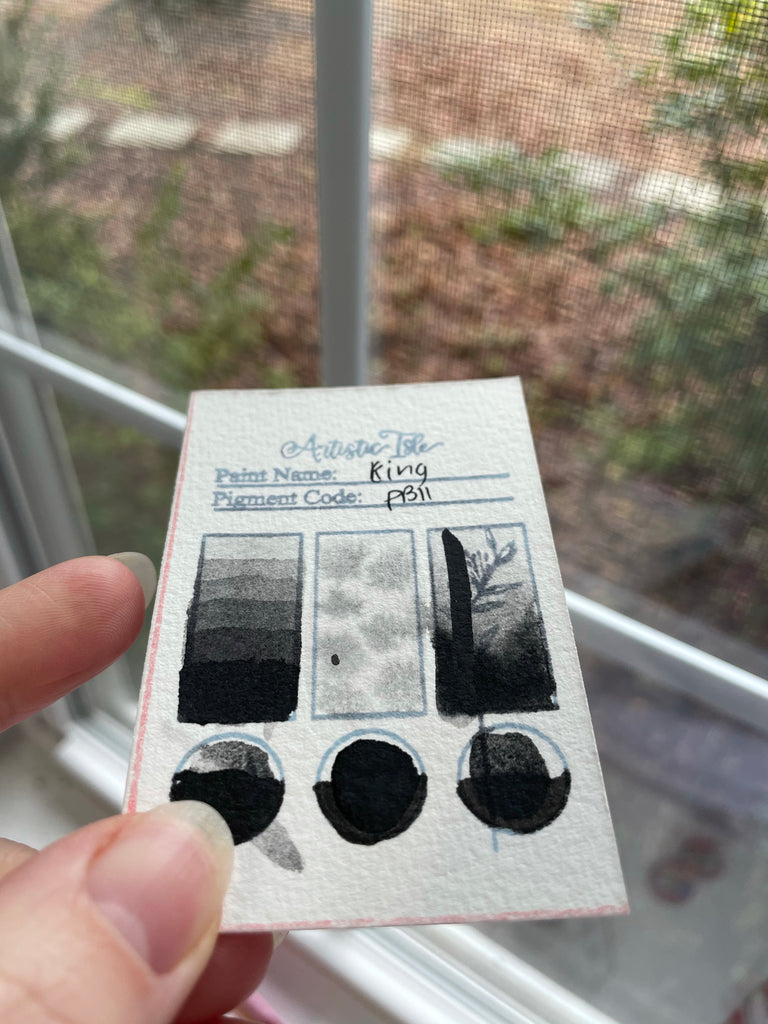 Artistic Isle
Paint Name: King
Pigment Code: PB11